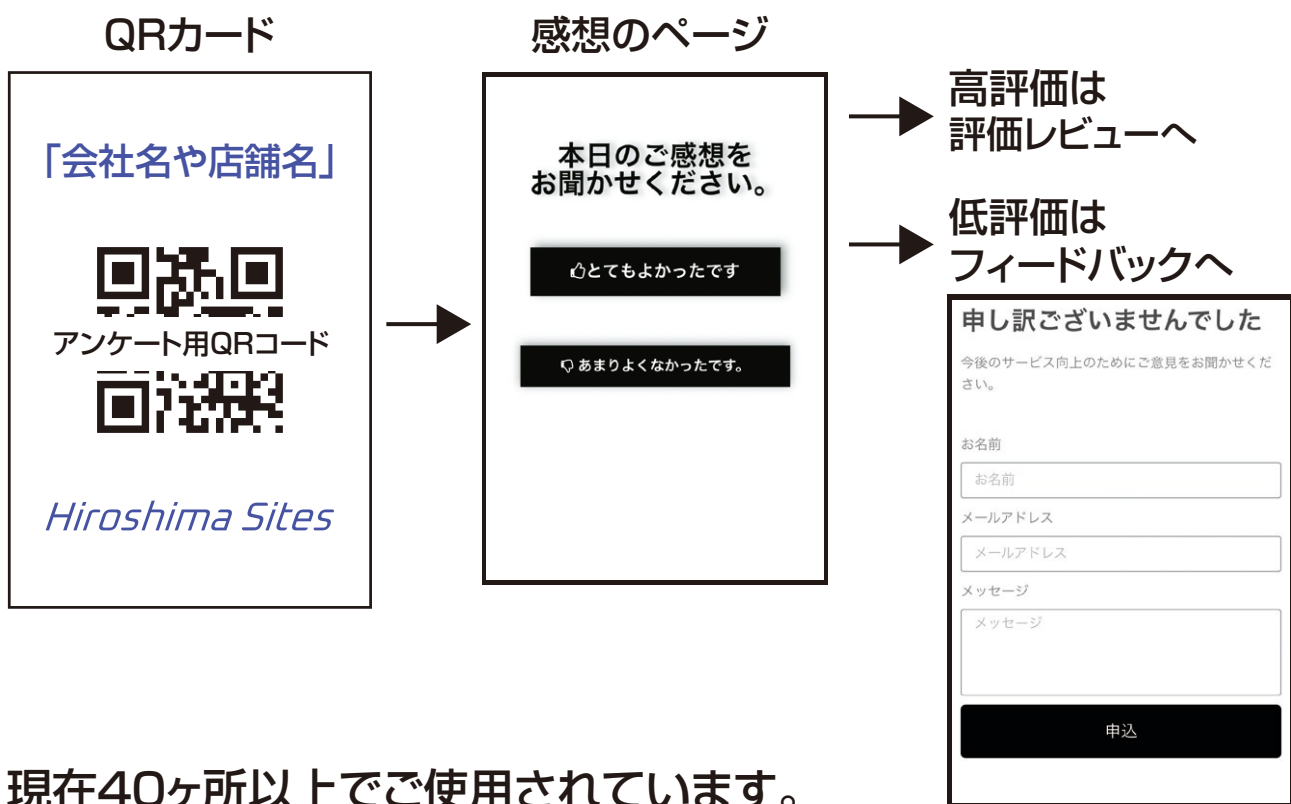 QRカード
「会社名や店舗名」
アンケート用QRコード
Hiroshima Sites
感想のページ
本日のご感想を
お聞かせください。
とてもよかったです
あまりよくなかったです。
高評価は
評価レビューへ
低評価は
フィードバックへ
申し訳ございませんでした
今後のサービス向上のためにご意見をお聞かせくだ
さい。
お名前
お名前
メールアドレス
メールアドレス
メッセージ
メッセージ
申込
現在40ヶ所以上でご使用されています。